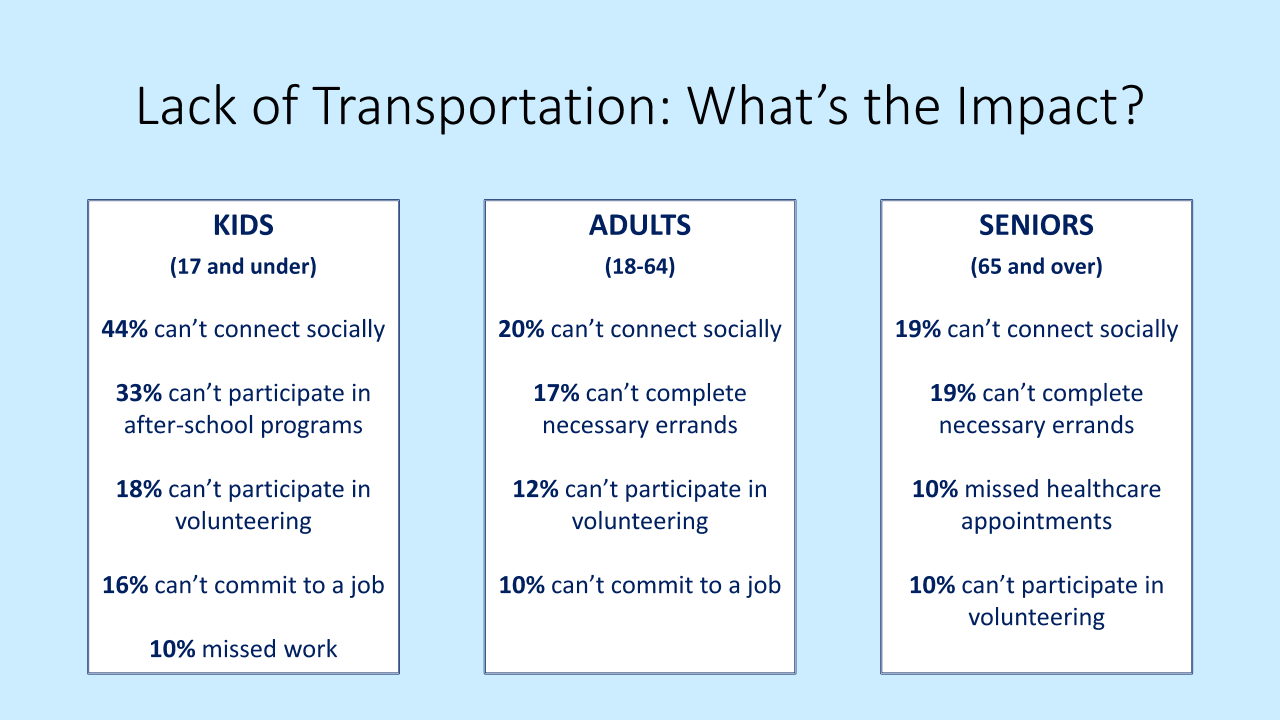 Lack of Transportation: What’s the Impact?
KIDS
(17 and under)
44% can’t connect socially
33% can’t participate in
after-school programs
18% can’t participate in
volunteering
16% can’t commit to a job
10% missed work
ADULTS
(18-64)
20% can’t connect socially
17% can’t complete
necessary errands
12% can’t participate in
volunteering
10% can’t commit to a job
SENIORS
(65 and over)
19% can’t connect socially
19% can’t complete
necessary errands
10% missed healthcare
appointments
10% can’t participate in
volunteering